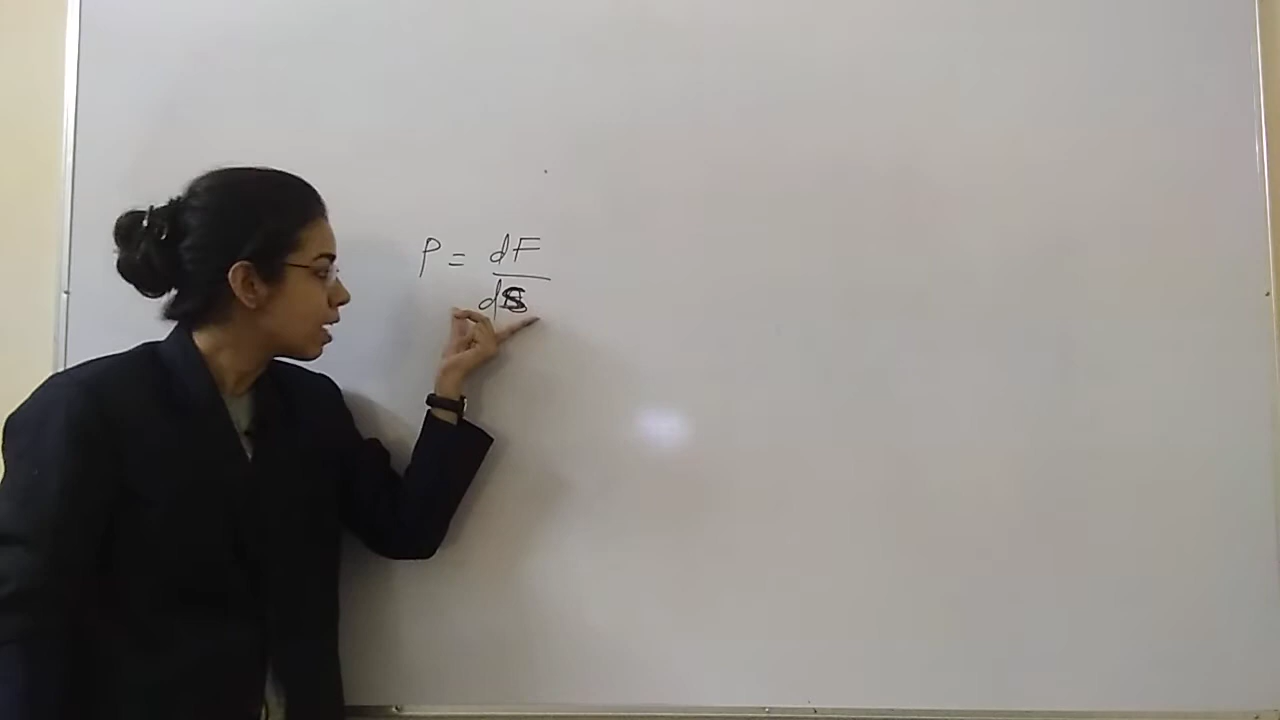 P = dF
dS